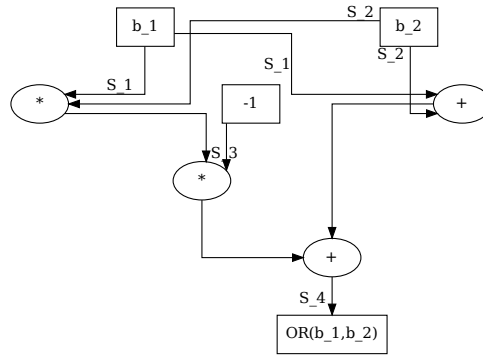 b_1
S_2
b_2
S_1
S_1
S_2
*
-1
+
S_3
*
+
S_4
OR(b_1,b_2)